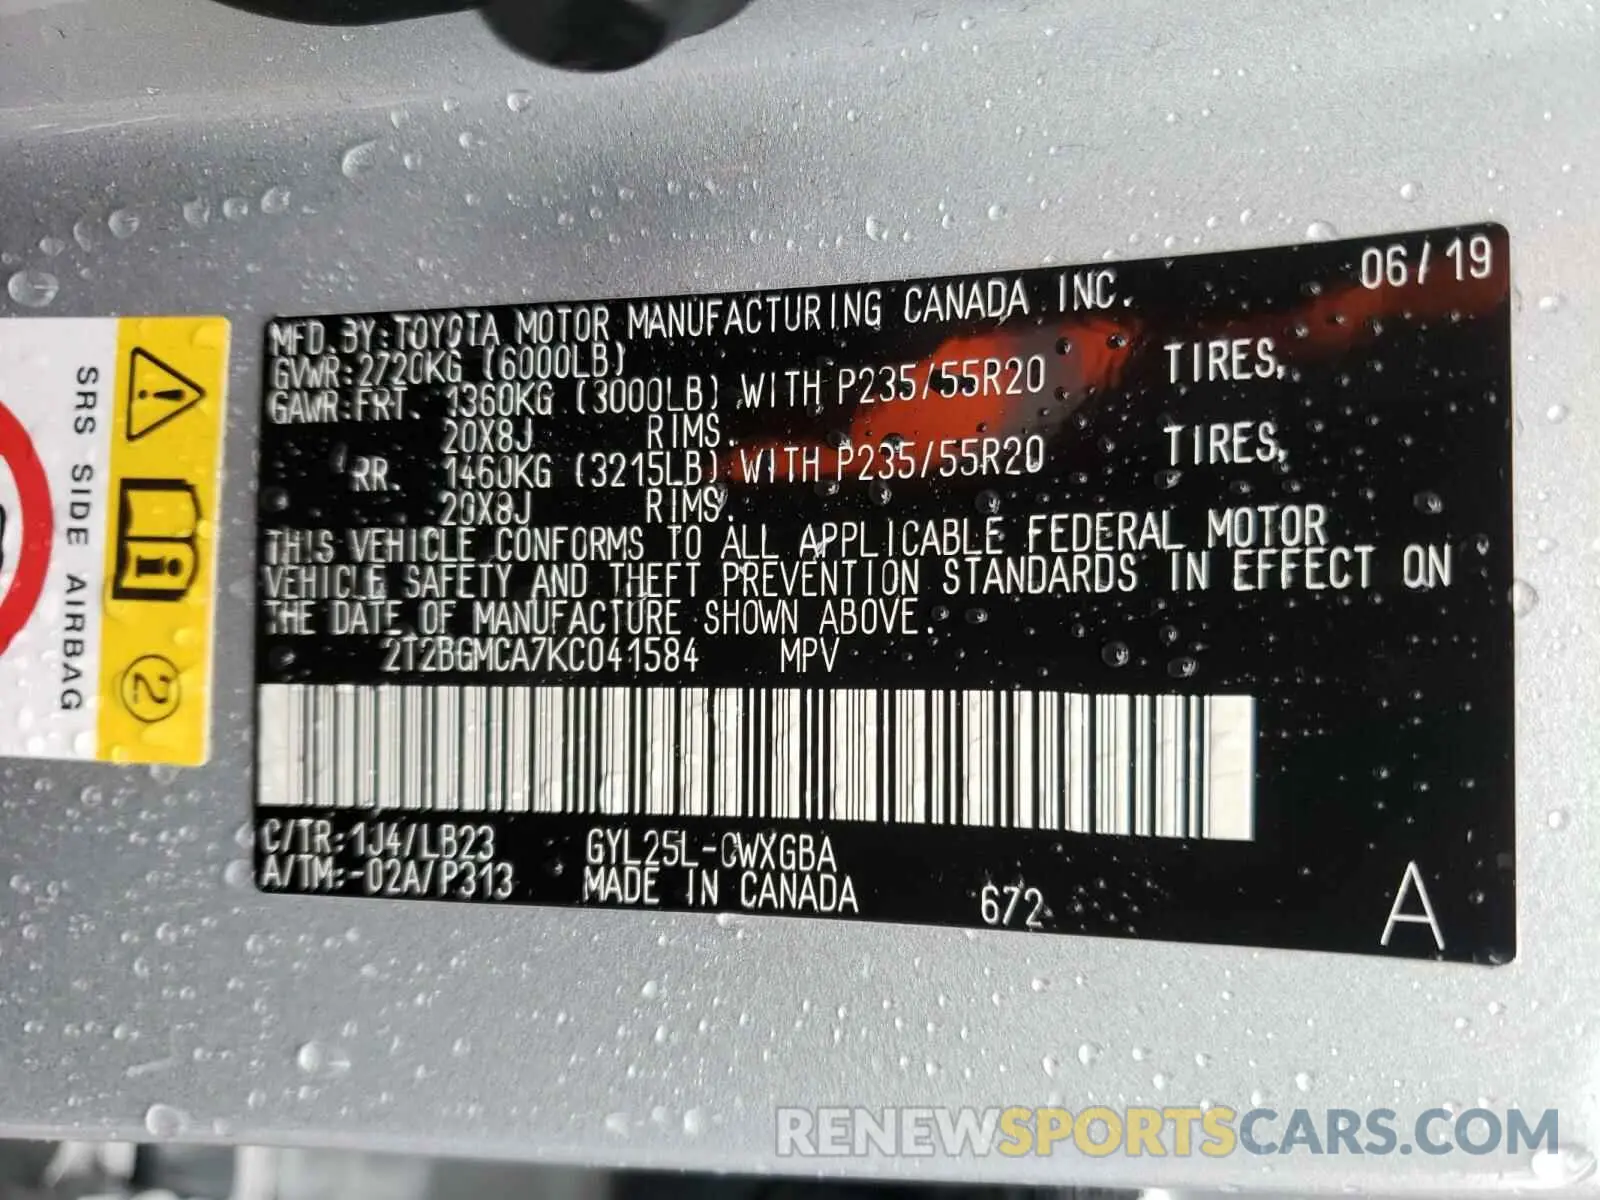 06/19
MFD. BY: TOYOTA MOTOR MANUFACTURING CANADA INC.
GVWR: 2720KG (6000LB)
GAWR: FRT. 1360KG (3000LB) WITH P235/55R20 TIRES,
20X8J RIMS.
RR. 1460KG (3215LB) WITH P235/55R20 TIRES,
20X8J RIMS.
THIS VEHICLE CONFORMS TO ALL APPLICABLE FEDERAL MOTOR
VEHICLE SAFETY AND THEFT PREVENTION STANDARDS IN EFFECT ON
THE DATE OF MANUFACTURE SHOWN ABOVE.
2T2BGMCA7KC041584 MPV
C/TR: 1J4/LB23 GYL25L-CWXGBA
A/TM: -02A/P313 MADE IN CANADA 672 A
SRS SIDE AIRBAG
2
RENEWSPORTSCARS.COM